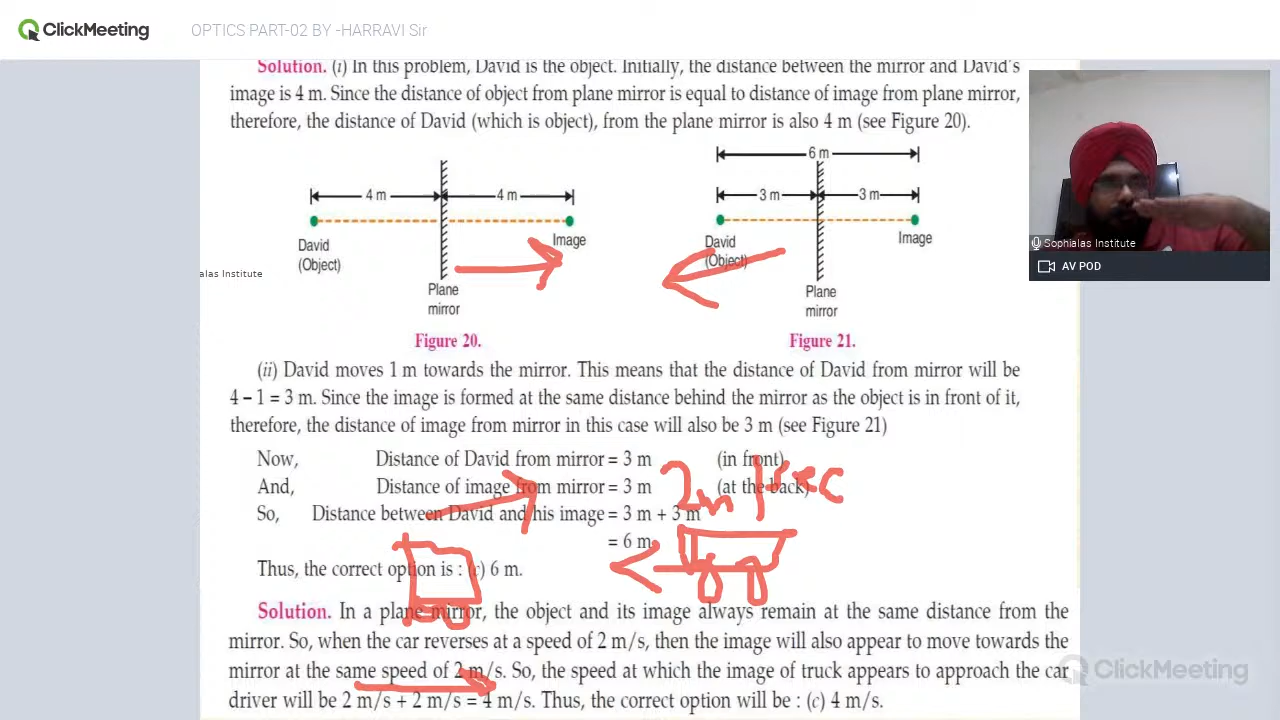 ClickMeeting
OPTICS PART-02 BY -HARRAVI Sir
Solution. (i) In this problem, David is the object. Initially, the distance between the mirror and David's
image is 4 m. Since the distance of object from plane mirror is equal to distance of image from plane mirror,
therefore, the distance of David (which is object), from the plane mirror is also 4 m (see Figure 20).
4 m
4 m
David
(Object)
Image
Plane
mirror
Figure 20.
6 m
3 m
3 m
David
(Object)
Image
Plane
mirror
Figure 21.
Sophialas Institute
AV POD
alas Institute
(ii) David moves 1 m towards the mirror. This means that the distance of David from mirror will be
4 – 1 = 3 m. Since the image is formed at the same distance behind the mirror as the object is in front of it,
therefore, the distance of image from mirror in this case will also be 3 m (see Figure 21)
Now, Distance of David from mirror = 3 m (in front)
And, Distance of image from mirror = 3 m (at the back)
So, Distance between David and his image = 3 m + 3 m
= 6 m
2m/sec
Thus, the correct option is : (c) 6 m.
Solution. In a plane mirror, the object and its image always remain at the same distance from the
mirror. So, when the car reverses at a speed of 2 m/s, then the image will also appear to move towards the
mirror at the same speed of 2 m/s. So, the speed at which the image of truck appears to approach the car
driver will be 2 m/s + 2 m/s = 4 m/s. Thus, the correct option will be : (c) 4 m/s.
ClickMeeting